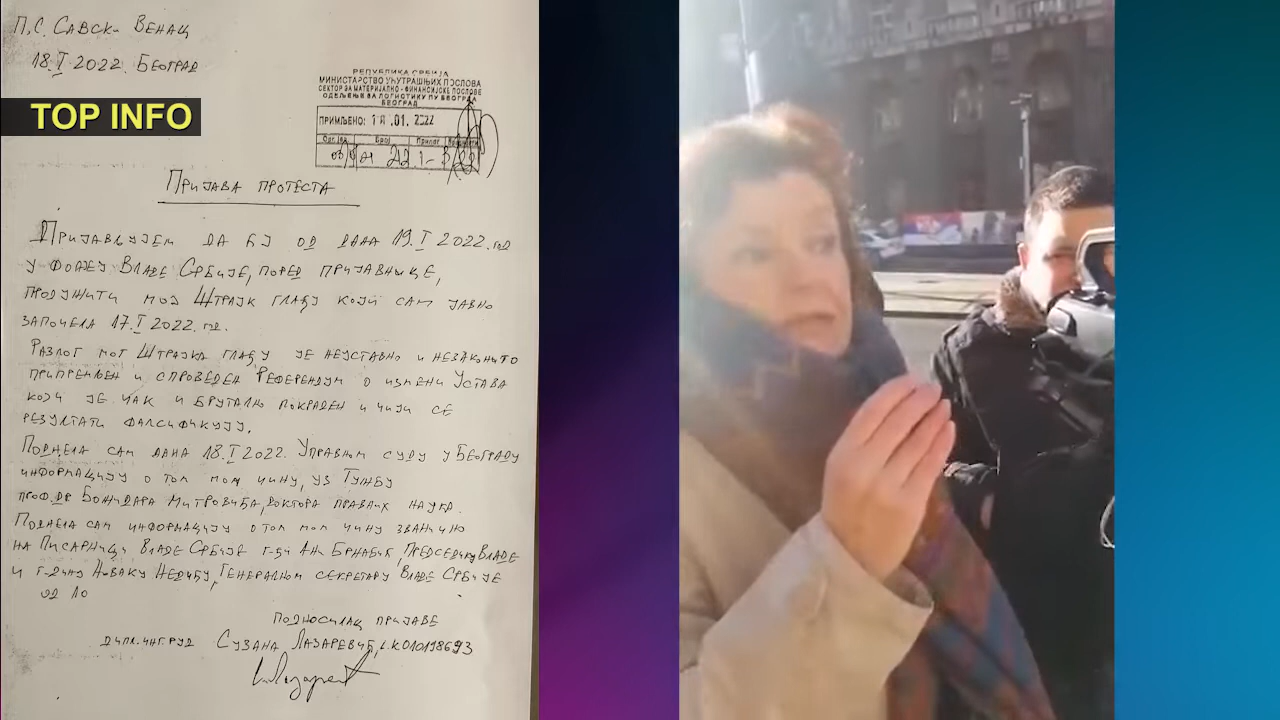 П.С. САВСКИ ВЕНАЦ
18.I 2022. БЕОГРАД
TOP INFO
РЕПУБЛИКА СРБИЈА
МИНИСТАРСТВО УНУТРАШЊИХ ПОСЛОВА
СЕКТОР ЗА МАТЕРИЈАЛНО - ФИНАНСИЈСКЕ ПОСЛОВЕ
ОДЕЉЕЊЕ ЗА ЛОГИСТИКУ ПУ БЕОГРАД
БЕОГРАД
ПРИМЉЕНО: 18.01.2022
Број Прилог
ПРИЈАВА ПРОТЕСТА
ПРИЈАВЉУЈЕМ ДА ЋУ ОД ДАНА 19.I 2022. год
У ФОАЈЕУ ВЛАДЕ СРБИЈЕ, ПОРЕД ПРИЈАВНИЦЕ,
ПРОДУЖИТИ МОЈ ШТРАЈК ГЛАЂУ КОЈИ САМ ЈАВНО
ЗАПОЧЕЛА 17.I 2022. год.
РАЗЛОГ МОГ ШТРАЈКА ГЛАЂУ ЈЕ НЕУСТАВНО И НЕЗАКОНИТО
ПРИПРЕМЉЕН И СПРОВЕДЕН РЕФЕРЕНДУМ О ИЗМЕНИ УСТАВА
КОЈИ ЈЕ ЧАК И БРУТАЛНО ПОКРАДЕН И ЧИЈИ СЕ
РЕЗУЛТАТИ ФАЛСИФИКУЈУ.
ПОДНЕЛА САМ ДАНА 18.I 2022. УПРАВНОМ СУДУ У БЕОГРАДУ
ИНФОРМАЦИЈУ О ТОМ МОМ ЧИНУ, УЗ ТУЖБУ
ПРОФ. ДР БОЖИДАРА МИТРОВИЋА, ДОКТОРА ПРАВНИХ НАУКА.
ПОДНЕЛА САМ ИНФОРМАЦИЈУ О ТОМ МОМ ЧИНУ ЗВАНИЧНО
НА ПИСАРНИЦИ ВЛАДЕ СРБИЈЕ Г-ЂИ АНИ БРНАБИЋ, ПРЕДСЕДНИКУ ВЛАДЕ
И Г-ДИНУ НОВАКУ НЕДИЋУ, ГЕНЕРАЛНОМ СЕКРЕТАРУ ВЛАДЕ СРБИЈЕ
ПОДНОСИЛАЦ ПРИЈАВЕ
ДИПЛ. ИНГ. ГРАЂ СУЗАНА ЛАЗАРЕВИЋ, Л.К 010198693